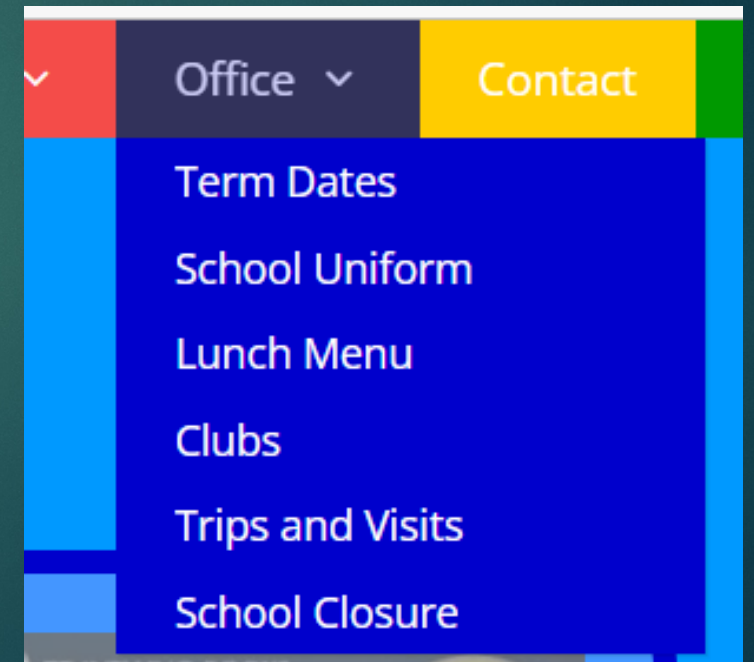 Office Contact
Term Dates
School Uniform
Lunch Menu
Clubs
Trips and Visits
School Closure